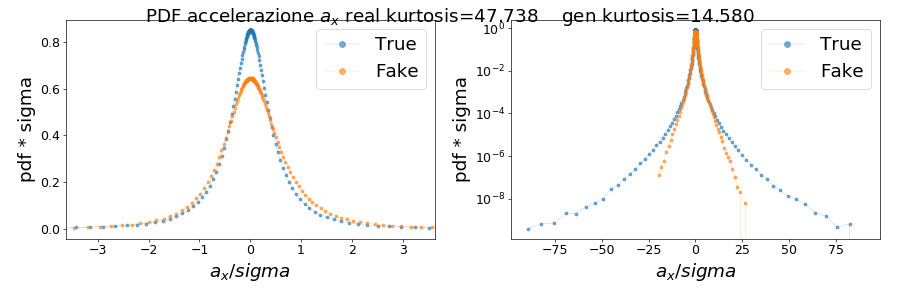 PDF accelerazione a_x real kurtosis=47.738 gen kurtosis=14.580
True
Fake
0.8
0.6
0.4
0.2
0.0
pdf * sigma
−3 −2 −1 0 1 2 3
a_x/sigma
True
Fake
10^0
10^−2
10^−4
10^−6
10^−8
pdf * sigma
−75 −50 −25 0 25 50 75
a_x/sigma